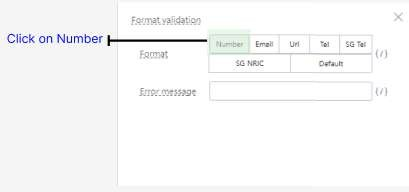 Format validation
Click on Number
Number Email Url Tel SG Tel
Format
{/}
SG NRIC Default
Error message
{/}